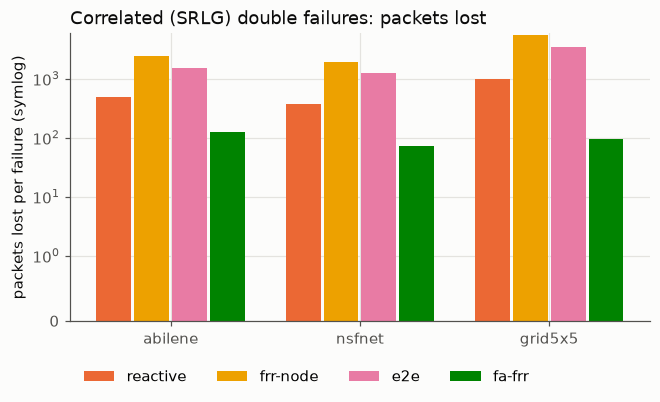 Correlated (SRLG) double failures: packets lost
packets lost per failure (symlog)
10³
10²
10¹
10⁰
0
abilene nsfnet grid5x5
reactive frr-node e2e fa-frr